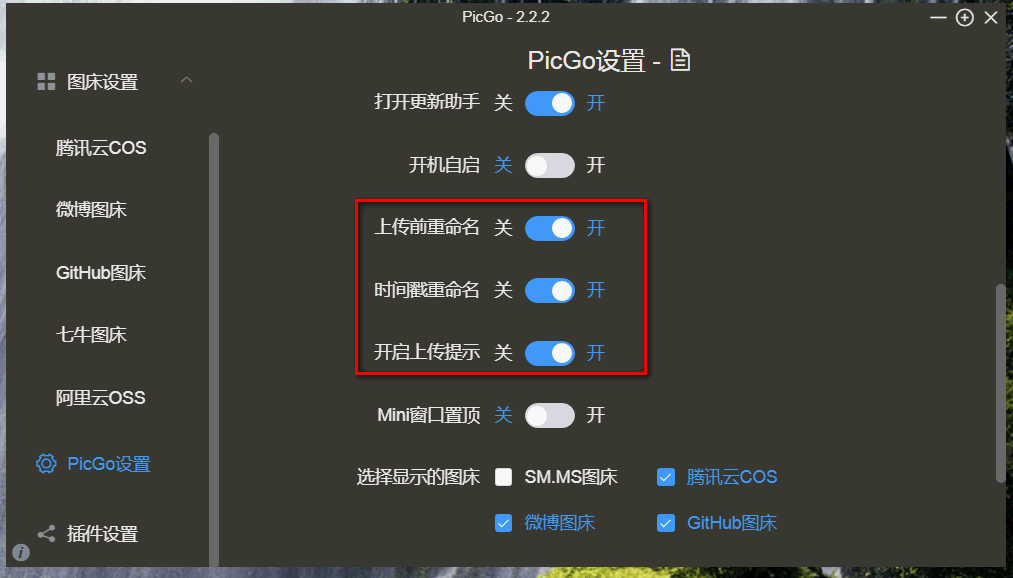 PicGo - 2.2.2
图床设置
腾讯云COS
微博图床
GitHub图床
七牛图床
阿里云OSS
PicGo设置
插件设置
PicGo设置 -
打开更新助手 关 开
开机自启 关 开
上传前重命名 关 开
时间戳重命名 关 开
开启上传提示 关 开
Mini窗口置顶 关 开
选择显示的图床 SM.MS图床 腾讯云COS
微博图床 GitHub图床